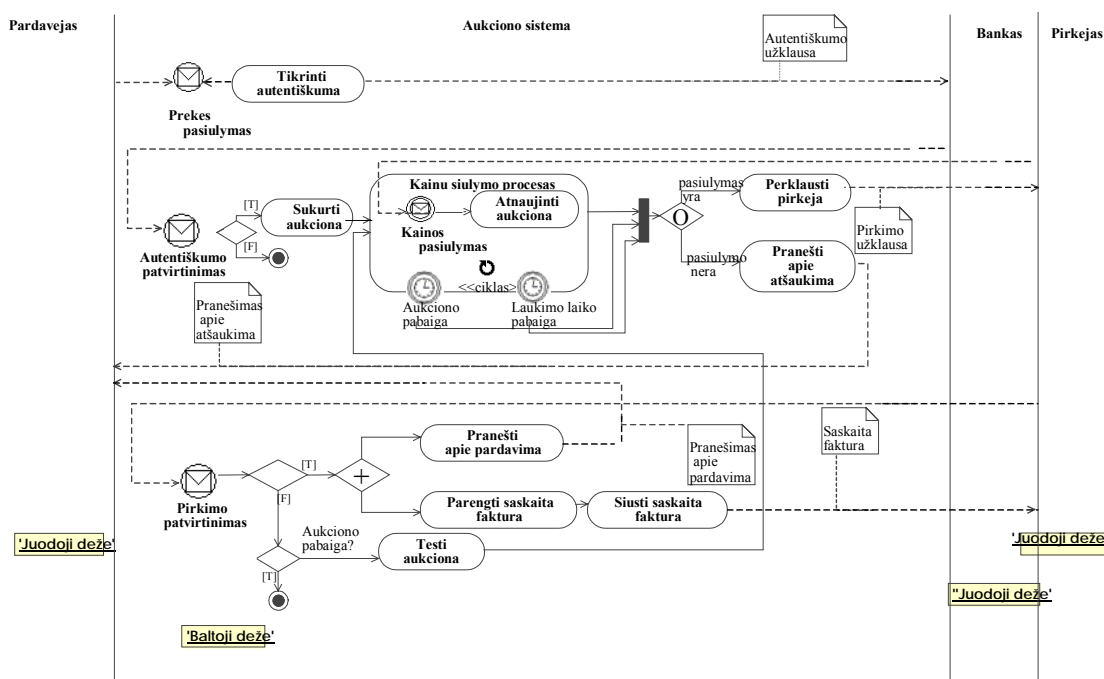 Pardavejas
Aukciono sistema
Bankas
Pirkejas
Autentiškumo
užklausa
Tikrinti
autentiškuma
Prekes
pasiulymas
Kainu siulymo procesas
Atnaujinti
aukciona
Kainos
pasiulymas
<<ciklas>
Aukciono
pabaiga
Laukimo laiko
pabaiga
[T]
Sukurti
aukciona
[F]
Autentiškumo
patvirtinimas
O
pasiulymas
yra
Perklausti
pirkeja
Pirkimo
užklausa
pasiulymo
nera
Pranešti
apie
atšaukima
Pranešimas
apie
atšaukima
Pranešti
apie pardavima
Pranešimas
apie
pardavima
Saskaita
faktura
[T]
+
[F]
Pirkimo
patvirtinimas
Parengti saskaita
faktura
Siusti saskaita
faktura
Aukciono
pabaiga?
Testi
aukciona
[T]
'Juodoji deže'
'Juodoji deže
"Juodoji deže'
'Baltoji deže'